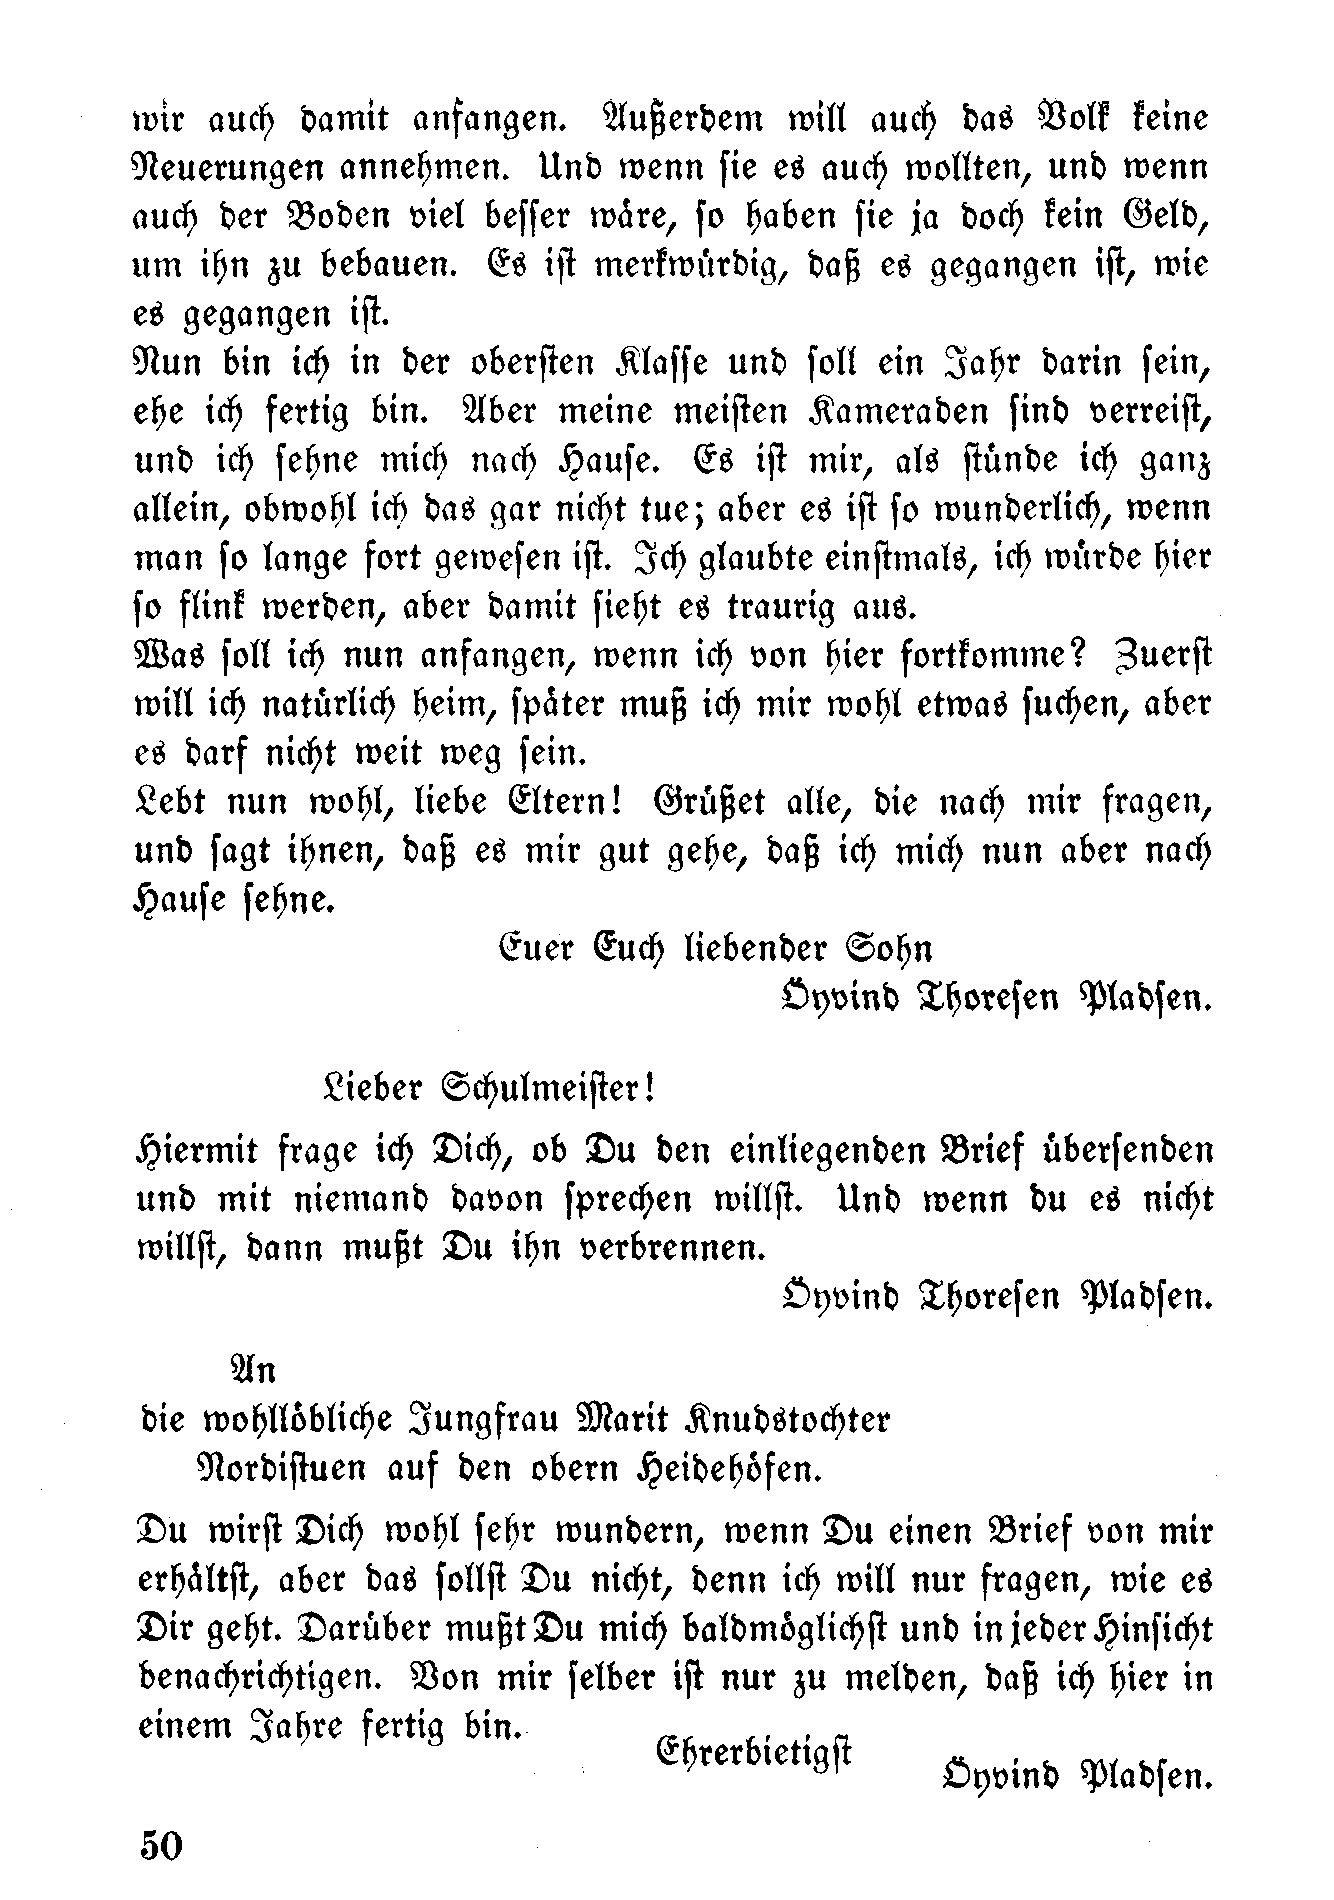 wir auch damit anfangen. Außerdem will auch das Volk keine
Neuerungen annehmen. Und wenn sie es auch wollten, und wenn
auch der Boden viel besser wäre, so haben sie ja doch kein Geld,
um ihn zu bebauen. Es ist merkwürdig, daß es gegangen ist, wie
es gegangen ist.
Nun bin ich in der obersten Klasse und soll ein Jahr darin sein,
ehe ich fertig bin. Aber meine meisten Kameraden sind verreist,
und ich sehne mich nach Hause. Es ist mir, als stünde ich ganz
allein, obwohl ich das gar nicht tue; aber es ist so wunderlich, wenn
man so lange fort gewesen ist. Ich glaubte einstmals, ich würde hier
so flink werden, aber damit sieht es traurig aus.
Was soll ich nun anfangen, wenn ich von hier fortkomme? Zuerst
will ich natürlich heim, später muß ich mir wohl etwas suchen, aber
es darf nicht weit weg sein.
Lebt nun wohl, liebe Eltern! Grüßet alle, die nach mir fragen,
und sagt ihnen, daß es mir gut gehe, daß ich mich nun aber nach
Hause sehne.
Euer Euch liebender Sohn
Öyvind Thoresen Pladsen.
Lieber Schulmeister!
Hiermit frage ich Dich, ob Du den einliegenden Brief übersenden
und mit niemand davon sprechen willst. Und wenn du es nicht
willst, dann mußt Du ihn verbrennen.
Öyvind Thoresen Pladsen.
An
die wohllöbliche Jungfrau Marit Knudstochter
Nordistuen auf den obern Heidehöfen.
Du wirst Dich wohl sehr wundern, wenn Du einen Brief von mir
erhältst, aber das sollst Du nicht, denn ich will nur fragen, wie es
Dir geht. Darüber mußt Du mich baldmöglichst und in jeder Hinsicht
benachrichtigen. Von mir selber ist nur zu melden, daß ich hier in
einem Jahre fertig bin.
Ehrerbietigst
Öyvind Pladsen.
50